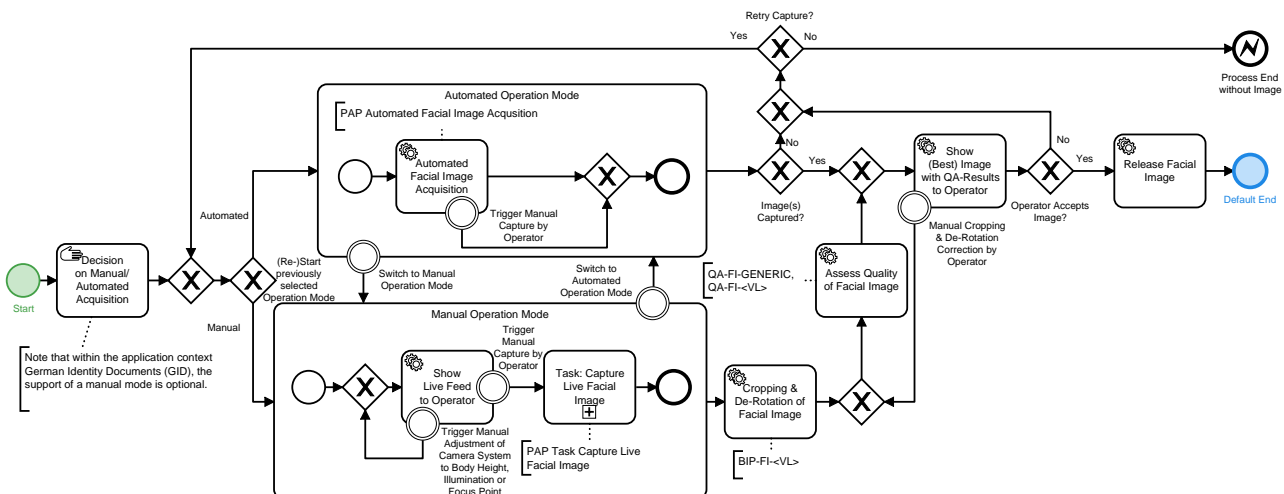 Retry Capture?
Yes
No
Process End
without Image
Automated Operation Mode
PAP Automated Facial Image Acqusition
Automated
Facial Image
Acquisition
Trigger Manual
Capture by
Operator
No
Yes
Image(s)
Captured?
Show
(Best) Image
with QA-Results
to Operator
No
Yes
Operator Accepts
Image?
Release Facial
Image
Default End
Manual Cropping
& De-Rotation
Correction by
Operator
Automated
Decision
on Manual/
Automated
Acquisition
Start
(Re-)Start
previously
selected
Operation Mode
Manual
Note that within the application context
German Identity Documents (GID), the
support of a manual mode is optional.
Switch to Manual
Operation Mode
Switch to
Automated
Operation Mode
QA-FI-GENERIC,
QA-FI-<VL>
Assess Quality
of Facial Image
Manual Operation Mode
Show
Live Feed
to Operator
Trigger
Manual
Capture by
Operator
Task: Capture
Live Facial
Image
Trigger Manual
Adjustment of
Camera System
to Body Height,
Illumination or
Focus Point
PAP Task Capture Live
Facial Image
Cropping &
De-Rotation of
Facial Image
BIP-FI-<VL>